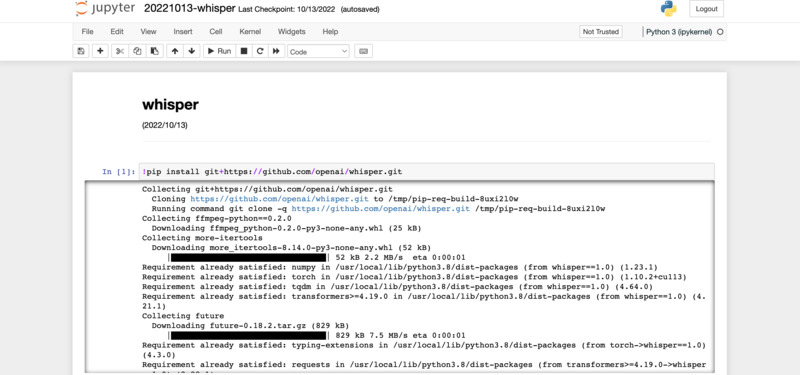 jupyter 20221013-whisper Last Checkpoint: 10/13/2022 (autosaved)
Logout
File Edit View Insert Cell Kernel Widgets Help
Not Trusted
Python 3 (ipykernel)
Run
Code
whisper
(2022/10/13)
In [1]: !pip install git+https://github.com/openai/whisper.git
Collecting git+https://github.com/openai/whisper.git
Cloning https://github.com/openai/whisper.git to /tmp/pip-req-build-8uxi2l0w
Running command git clone -q https://github.com/openai/whisper.git /tmp/pip-req-build-8uxi2l0w
Collecting ffmpeg-python==0.2.0
Downloading ffmpeg_python-0.2.0-py3-none-any.whl (25 kB)
Collecting more-itertools
Downloading more_itertools-8.14.0-py3-none-any.whl (52 kB)
|████████████████████████████████| 52 kB 2.2 MB/s eta 0:00:01
Requirement already satisfied: numpy in /usr/local/lib/python3.8/dist-packages (from whisper==1.0) (1.23.1)
Requirement already satisfied: torch in /usr/local/lib/python3.8/dist-packages (from whisper==1.0) (1.10.2+cu113)
Requirement already satisfied: tqdm in /usr/local/lib/python3.8/dist-packages (from whisper==1.0) (4.64.0)
Requirement already satisfied: transformers>=4.19.0 in /usr/local/lib/python3.8/dist-packages (from whisper==1.0) (4.
21.1)
Collecting future
Downloading future-0.18.2.tar.gz (829 kB)
|████████████████████████████████| 829 kB 7.5 MB/s eta 0:00:01
Requirement already satisfied: typing-extensions in /usr/local/lib/python3.8/dist-packages (from torch->whisper==1.0)
(4.3.0)
Requirement already satisfied: requests in /usr/local/lib/python3.8/dist-packages (from transformers>=4.19.0->whisper